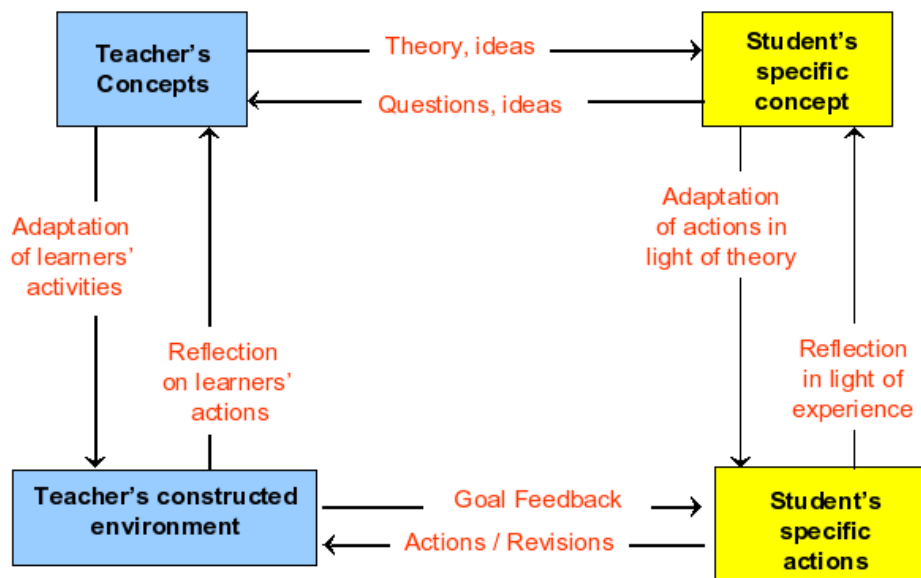 Teacher’s
Concepts
Theory, ideas
Questions, ideas
Student’s
specific
concept
Adaptation
of learners’
activities
Reflection
on learners’
actions
Adaptation
of actions in
light of theory
Reflection
in light of
experience
Teacher’s constructed
environment
Goal Feedback
Actions / Revisions
Student’s
specific
actions